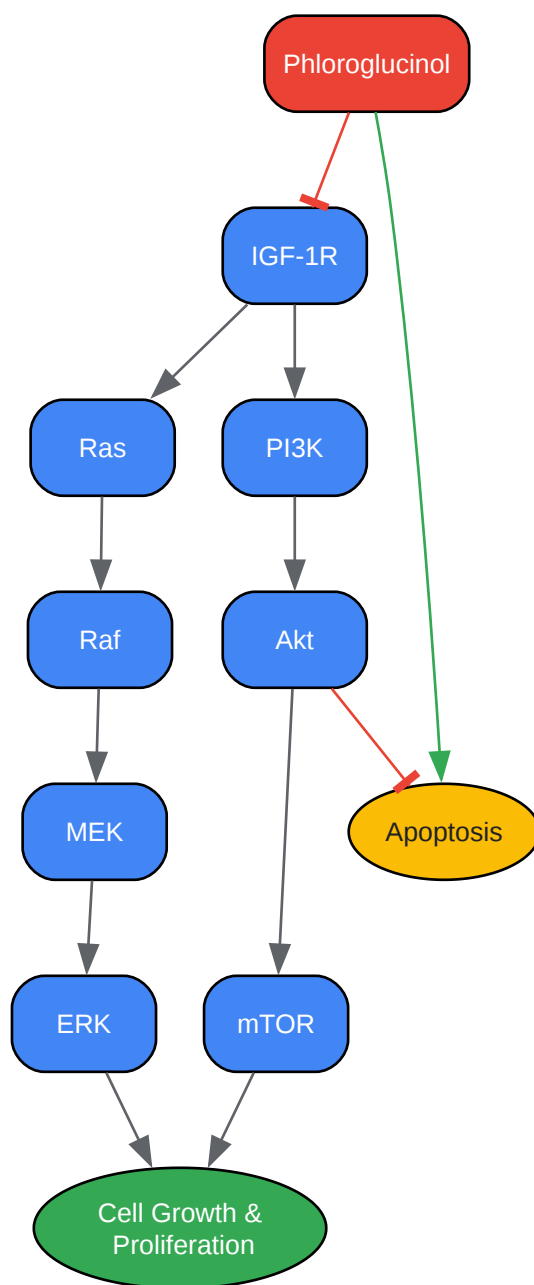 Phloroglucinol
IGF-1R
Ras
PI3K
Raf
Akt
MEK
Apoptosis
ERK
mTOR
Cell Growth &
Proliferation